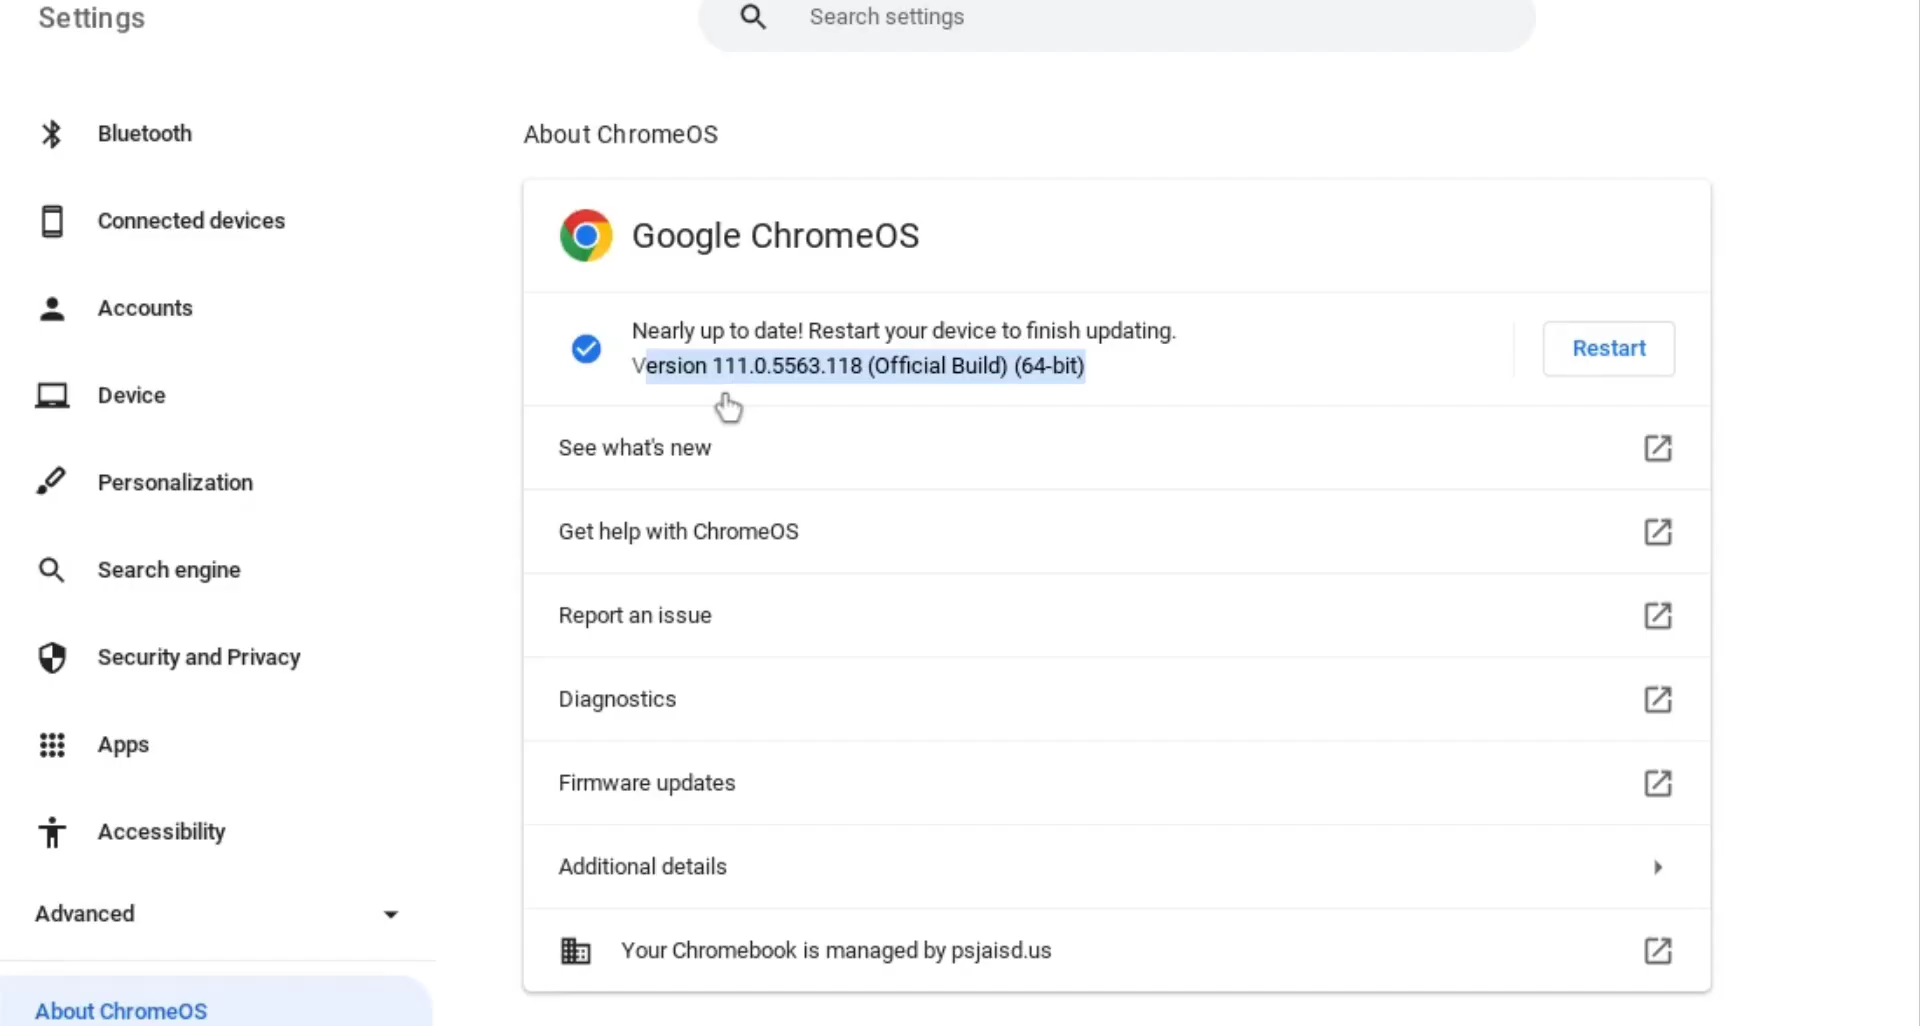 Settings
Search settings
Bluetooth
Connected devices
Accounts
Device
Personalization
Search engine
Security and Privacy
Apps
Accessibility
Advanced
About ChromeOS
About ChromeOS
Google ChromeOS
Nearly up to date! Restart your device to finish updating.
Version 111.0.5563.118 (Official Build) (64-bit)
Restart
See what's new
Get help with ChromeOS
Report an issue
Diagnostics
Firmware updates
Additional details
Your Chromebook is managed by psjaisd.us